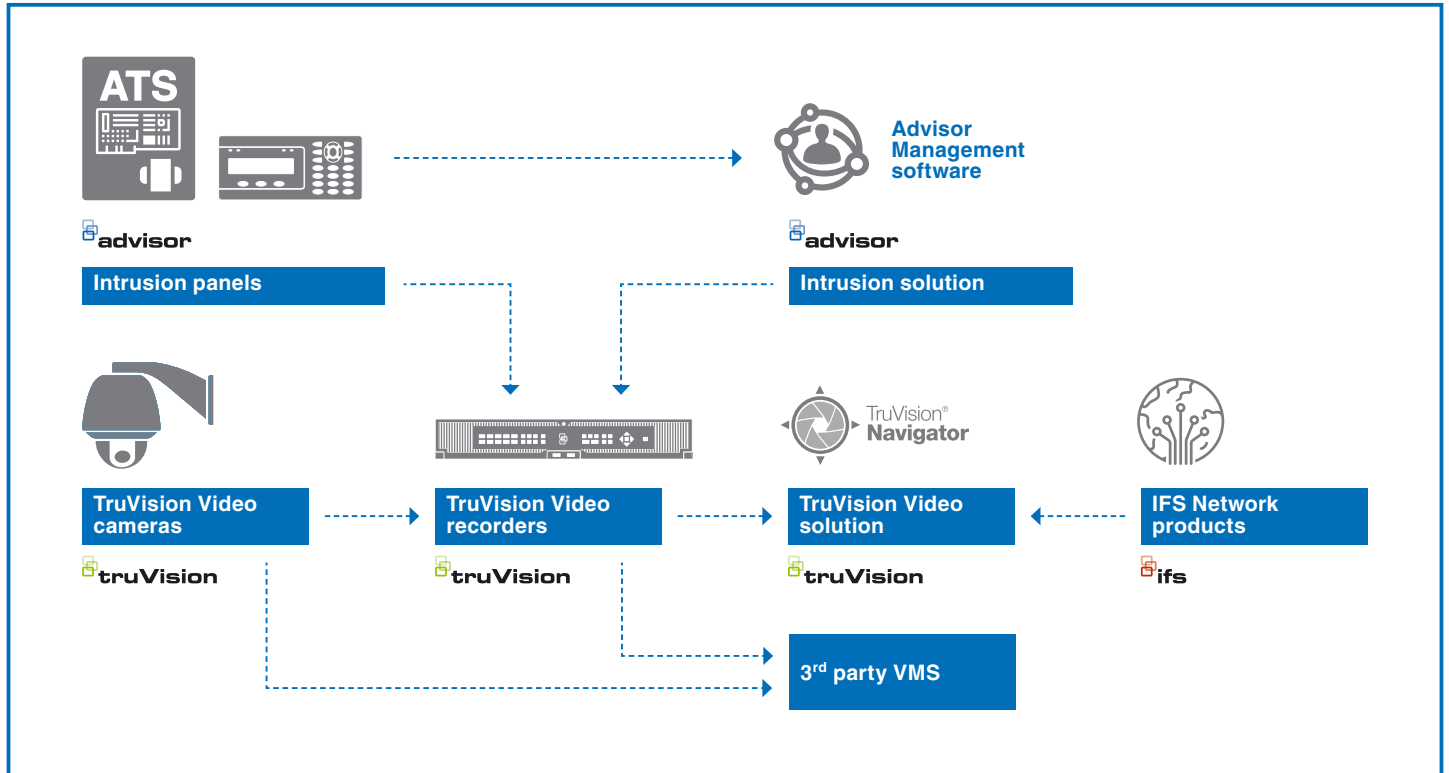 ATS
Advisor
Management
software
advisor
advisor
Intrusion panels
Intrusion solution
TruVision®
Navigator
TruVision Video
cameras
TruVision Video
recorders
TruVision Video
solution
IFS Network
products
truVision
truVision
truVision
ifs
3rd party VMS